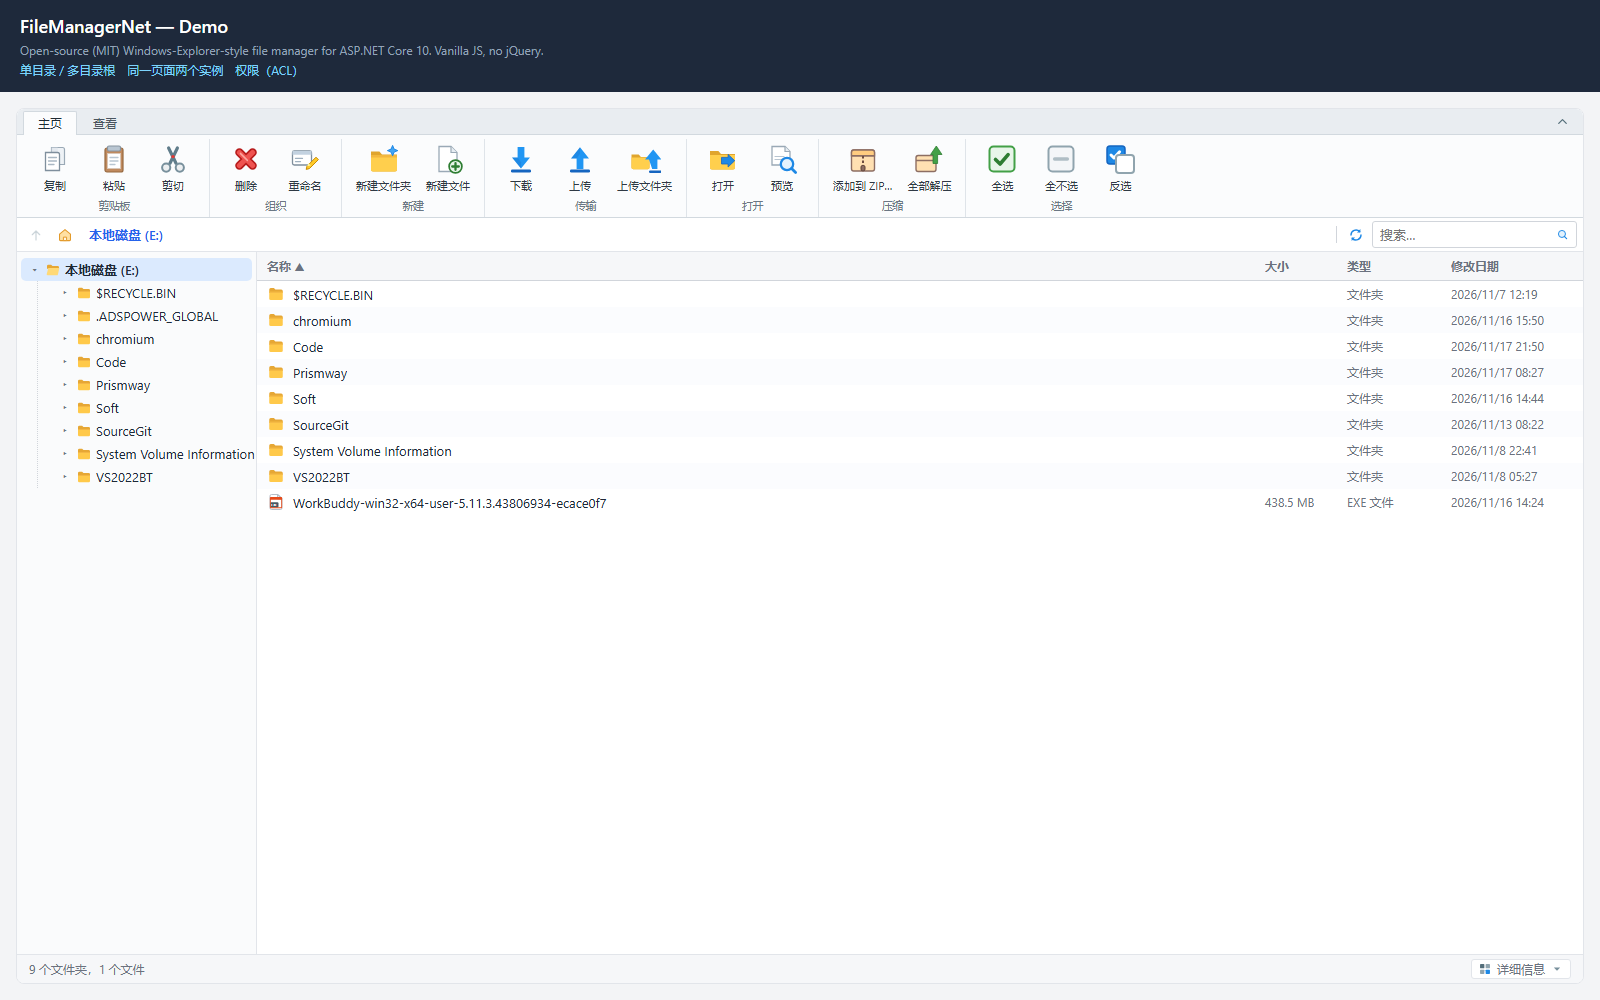 FileManagerNet — Demo
Open-source (MIT) Windows-Explorer-style file manager for ASP.NET Core 10. Vanilla JS, no jQuery.
单目录 / 多目录根 同一页面两个实例 权限 (ACL)
主页 查看
复制 粘贴 剪切 删除 重命名 新建文件夹 新建文件 下载 上传 上传文件夹 打开 预览 添加到 ZIP... 全部解压 全选 全不选 反选
剪贴板 组织 新建 传输 打开 压缩 选择
本地磁盘 (E:) 搜索...
本地磁盘 (E:)
$RECYCLE.BIN
.ADSPOWER_GLOBAL
chromium
Code
Prismway
Soft
SourceGit
System Volume Information
VS2022BT
名称 大小 类型 修改日期
$RECYCLE.BIN 文件夹 2026/11/7 12:19
chromium 文件夹 2026/11/16 15:50
Code 文件夹 2026/11/17 21:50
Prismway 文件夹 2026/11/17 08:27
Soft 文件夹 2026/11/16 14:44
SourceGit 文件夹 2026/11/13 08:22
System Volume Information 文件夹 2026/11/8 22:41
VS2022BT 文件夹 2026/11/8 05:27
WorkBuddy-win32-x64-user-5.11.3.43806934-ecace0f7 438.5 MB EXE 文件 2026/11/16 14:24
9 个文件夹, 1 个文件 详细信息